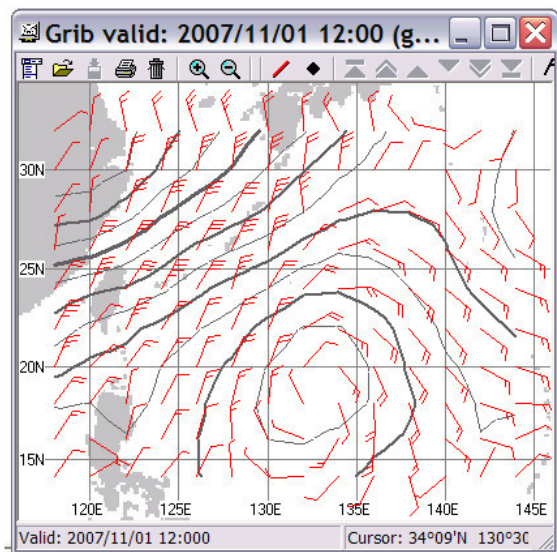 Grib valid: 2007/11/01 12:00 (g...
30N
25N
20N
15N
120E 125E 130E 135E 140E 145E
Valid: 2007/11/01 12:000 Cursor: 34°09'N 130°30